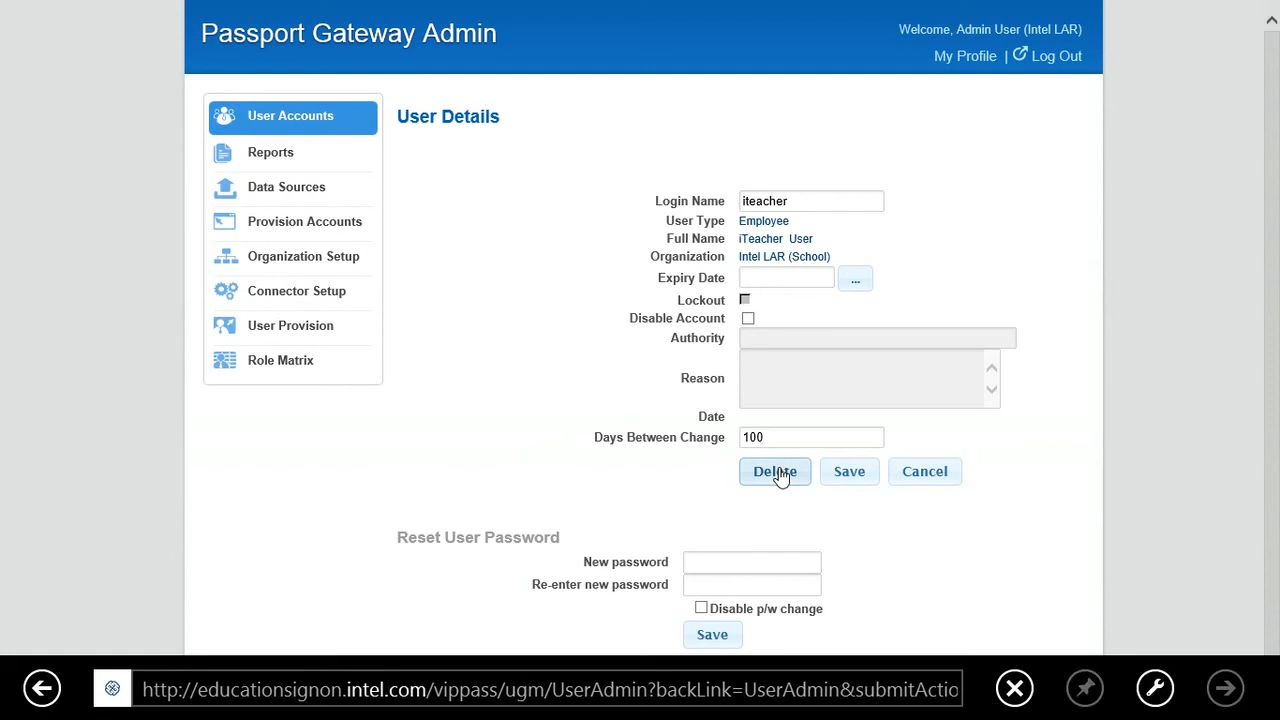 Passport Gateway Admin
Welcome, Admin User (Intel LAR)
My Profile | Log Out
User Accounts
Reports
Data Sources
Provision Accounts
Organization Setup
Connector Setup
User Provision
Role Matrix
User Details
Login Name iteacher
User Type Employee
Full Name iTeacher User
Organization Intel LAR (School)
Expiry Date ...
Lockout
Disable Account
Authority
Reason
Date
Days Between Change 100
Delete Save Cancel
Reset User Password
New password
Re-enter new password
Disable p/w change
Save
http://educationsignon.intel.com/vippass/ugm/UserAdmin?backLink=UserAdmin&submitActio